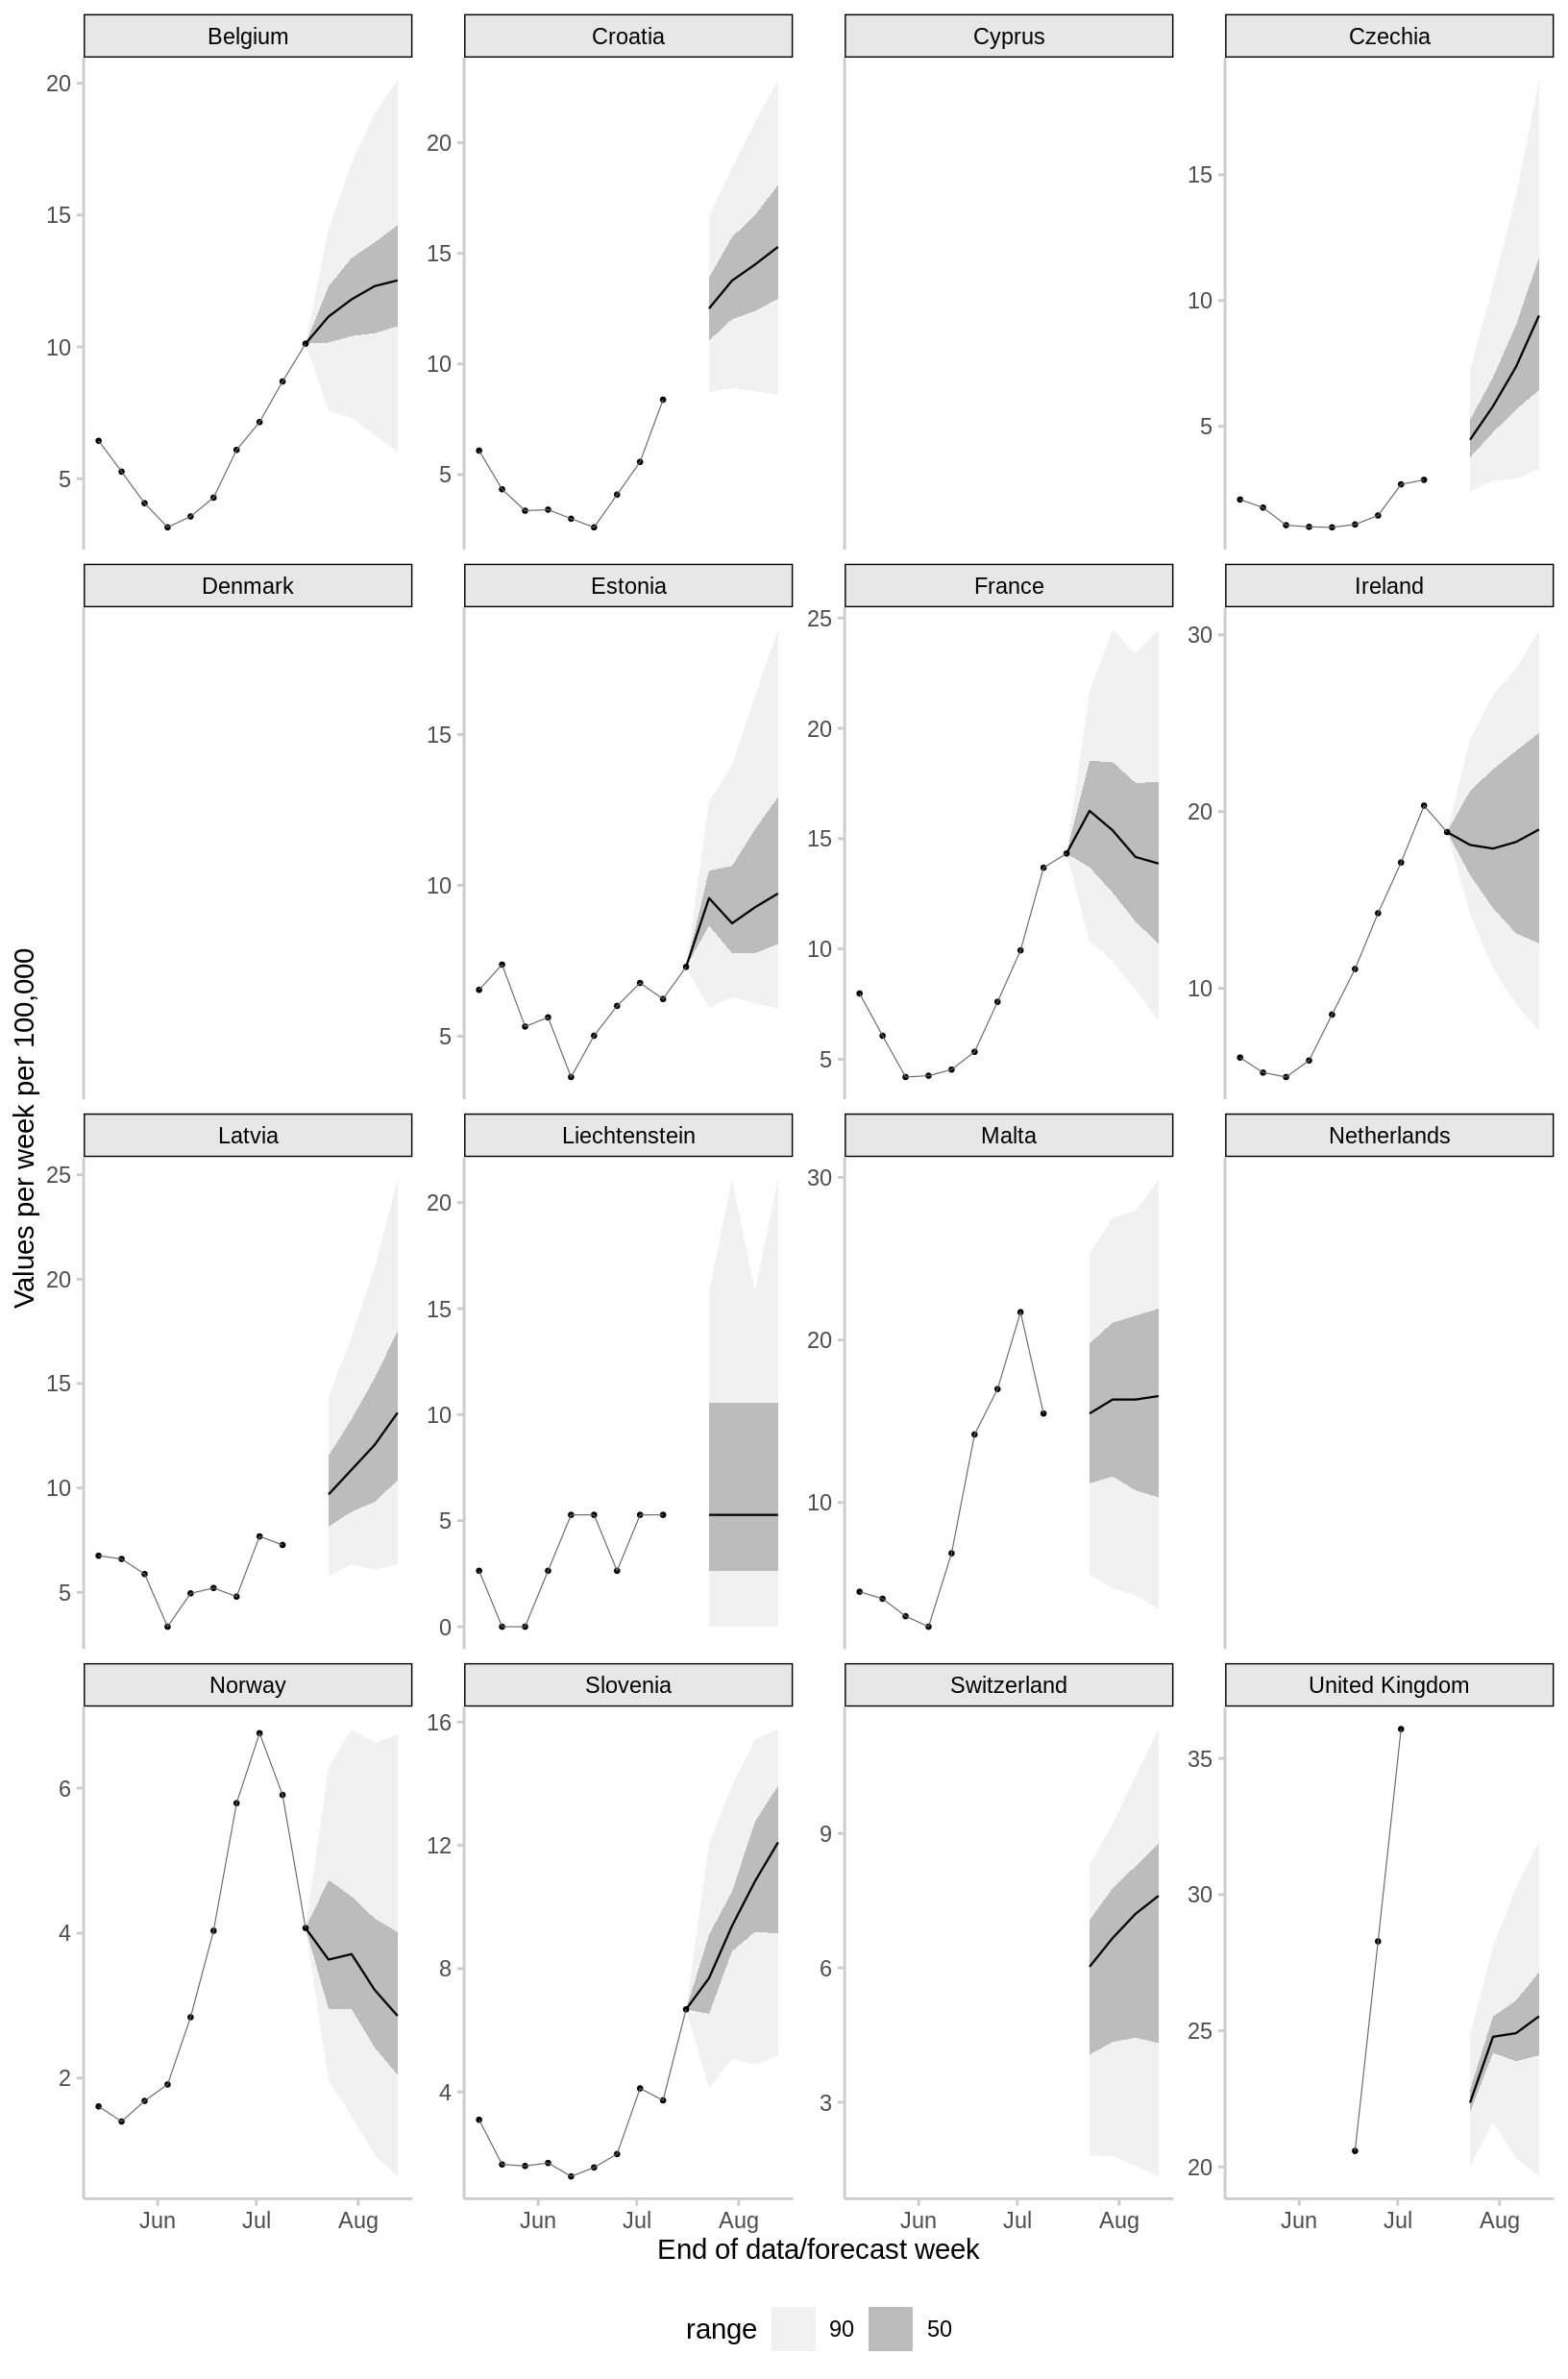 Belgium
Croatia
Cyprus
Czechia
20
15
10
5
20
15
10
5
15
10
5
Denmark
Estonia
France
Ireland
15
10
5
25
20
15
10
5
30
20
10
Values per week per 100,000
Latvia
Liechtenstein
Malta
Netherlands
25
20
15
10
5
20
15
10
5
0
30
20
10
Norway
Slovenia
Switzerland
United Kingdom
6
4
2
16
12
8
4
9
6
3
35
30
25
20
Jun Jul Aug
Jun Jul Aug
Jun Jul Aug
Jun Jul Aug
End of data/forecast week
range 90 50